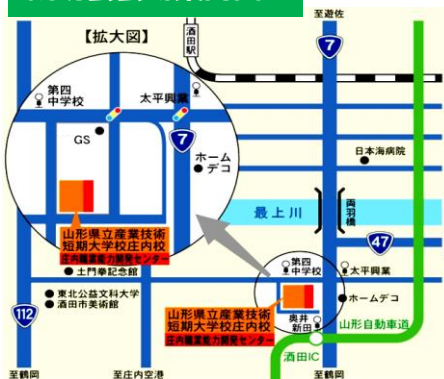 至遊佐
【拡大図】
酒田駅
7
第四
中学校
太平興業
GS
7
ホーム
デコ
日本海病院
最上川
両羽橋
47
山形県立産業技術
短期大学校庄内校
庄内職業能力開発センター
土門拳記念館
第四
中学校
太平興業
東北公益文科大学
酒田市美術館
山形県立産業技術
短期大学校庄内校
庄内職業能力開発センター
ホームデコ
奥井
新田
山形自動車道
112
酒田IC
至鶴岡
至庄内空港
至鶴岡